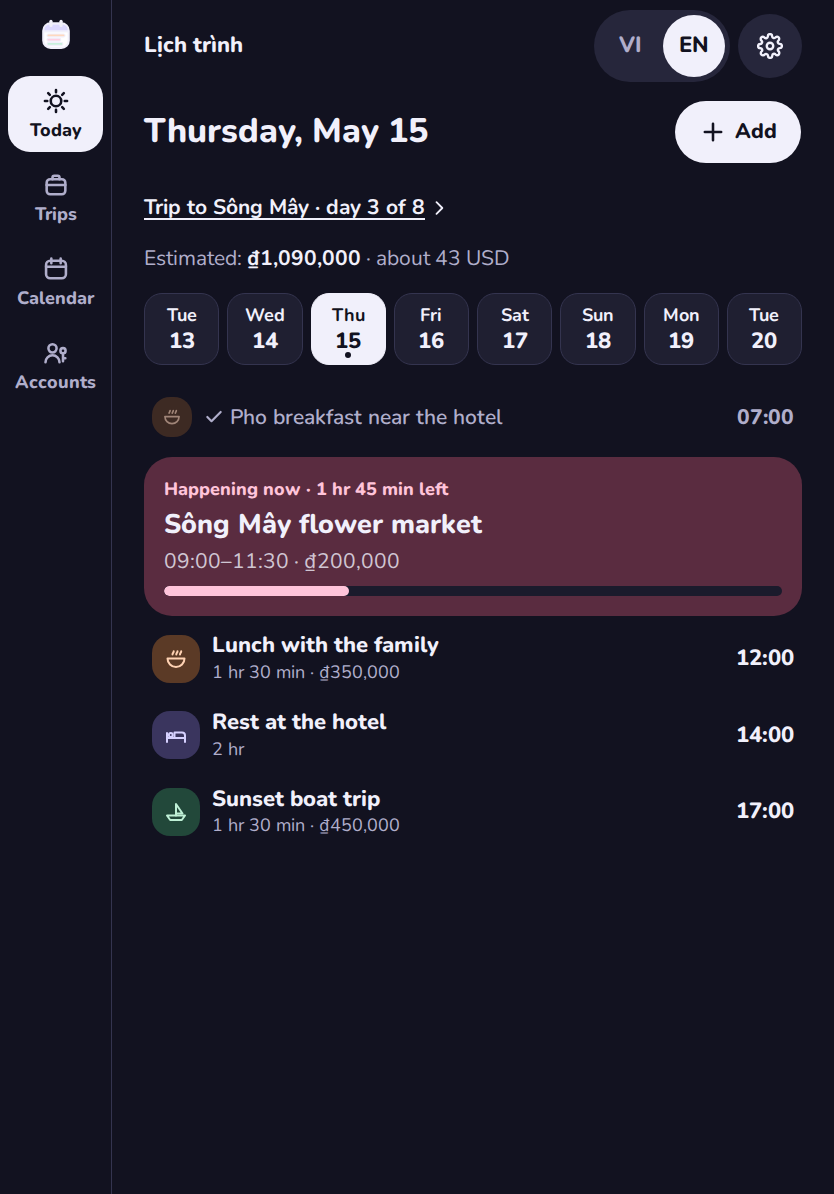 Lịch trình
VI
EN
Today
Trips
Calendar
Accounts
Thursday, May 15
Add
Trip to Sông Mây · day 3 of 8
Estimated: ₫1,090,000 · about 43 USD
Tue
13
Wed
14
Thu
15
Fri
16
Sat
17
Sun
18
Mon
19
Tue
20
Pho breakfast near the hotel
07:00
Happening now · 1 hr 45 min left
Sông Mây flower market
09:00–11:30 · ₫200,000
Lunch with the family
1 hr 30 min · ₫350,000
12:00
Rest at the hotel
2 hr
14:00
Sunset boat trip
1 hr 30 min · ₫450,000
17:00